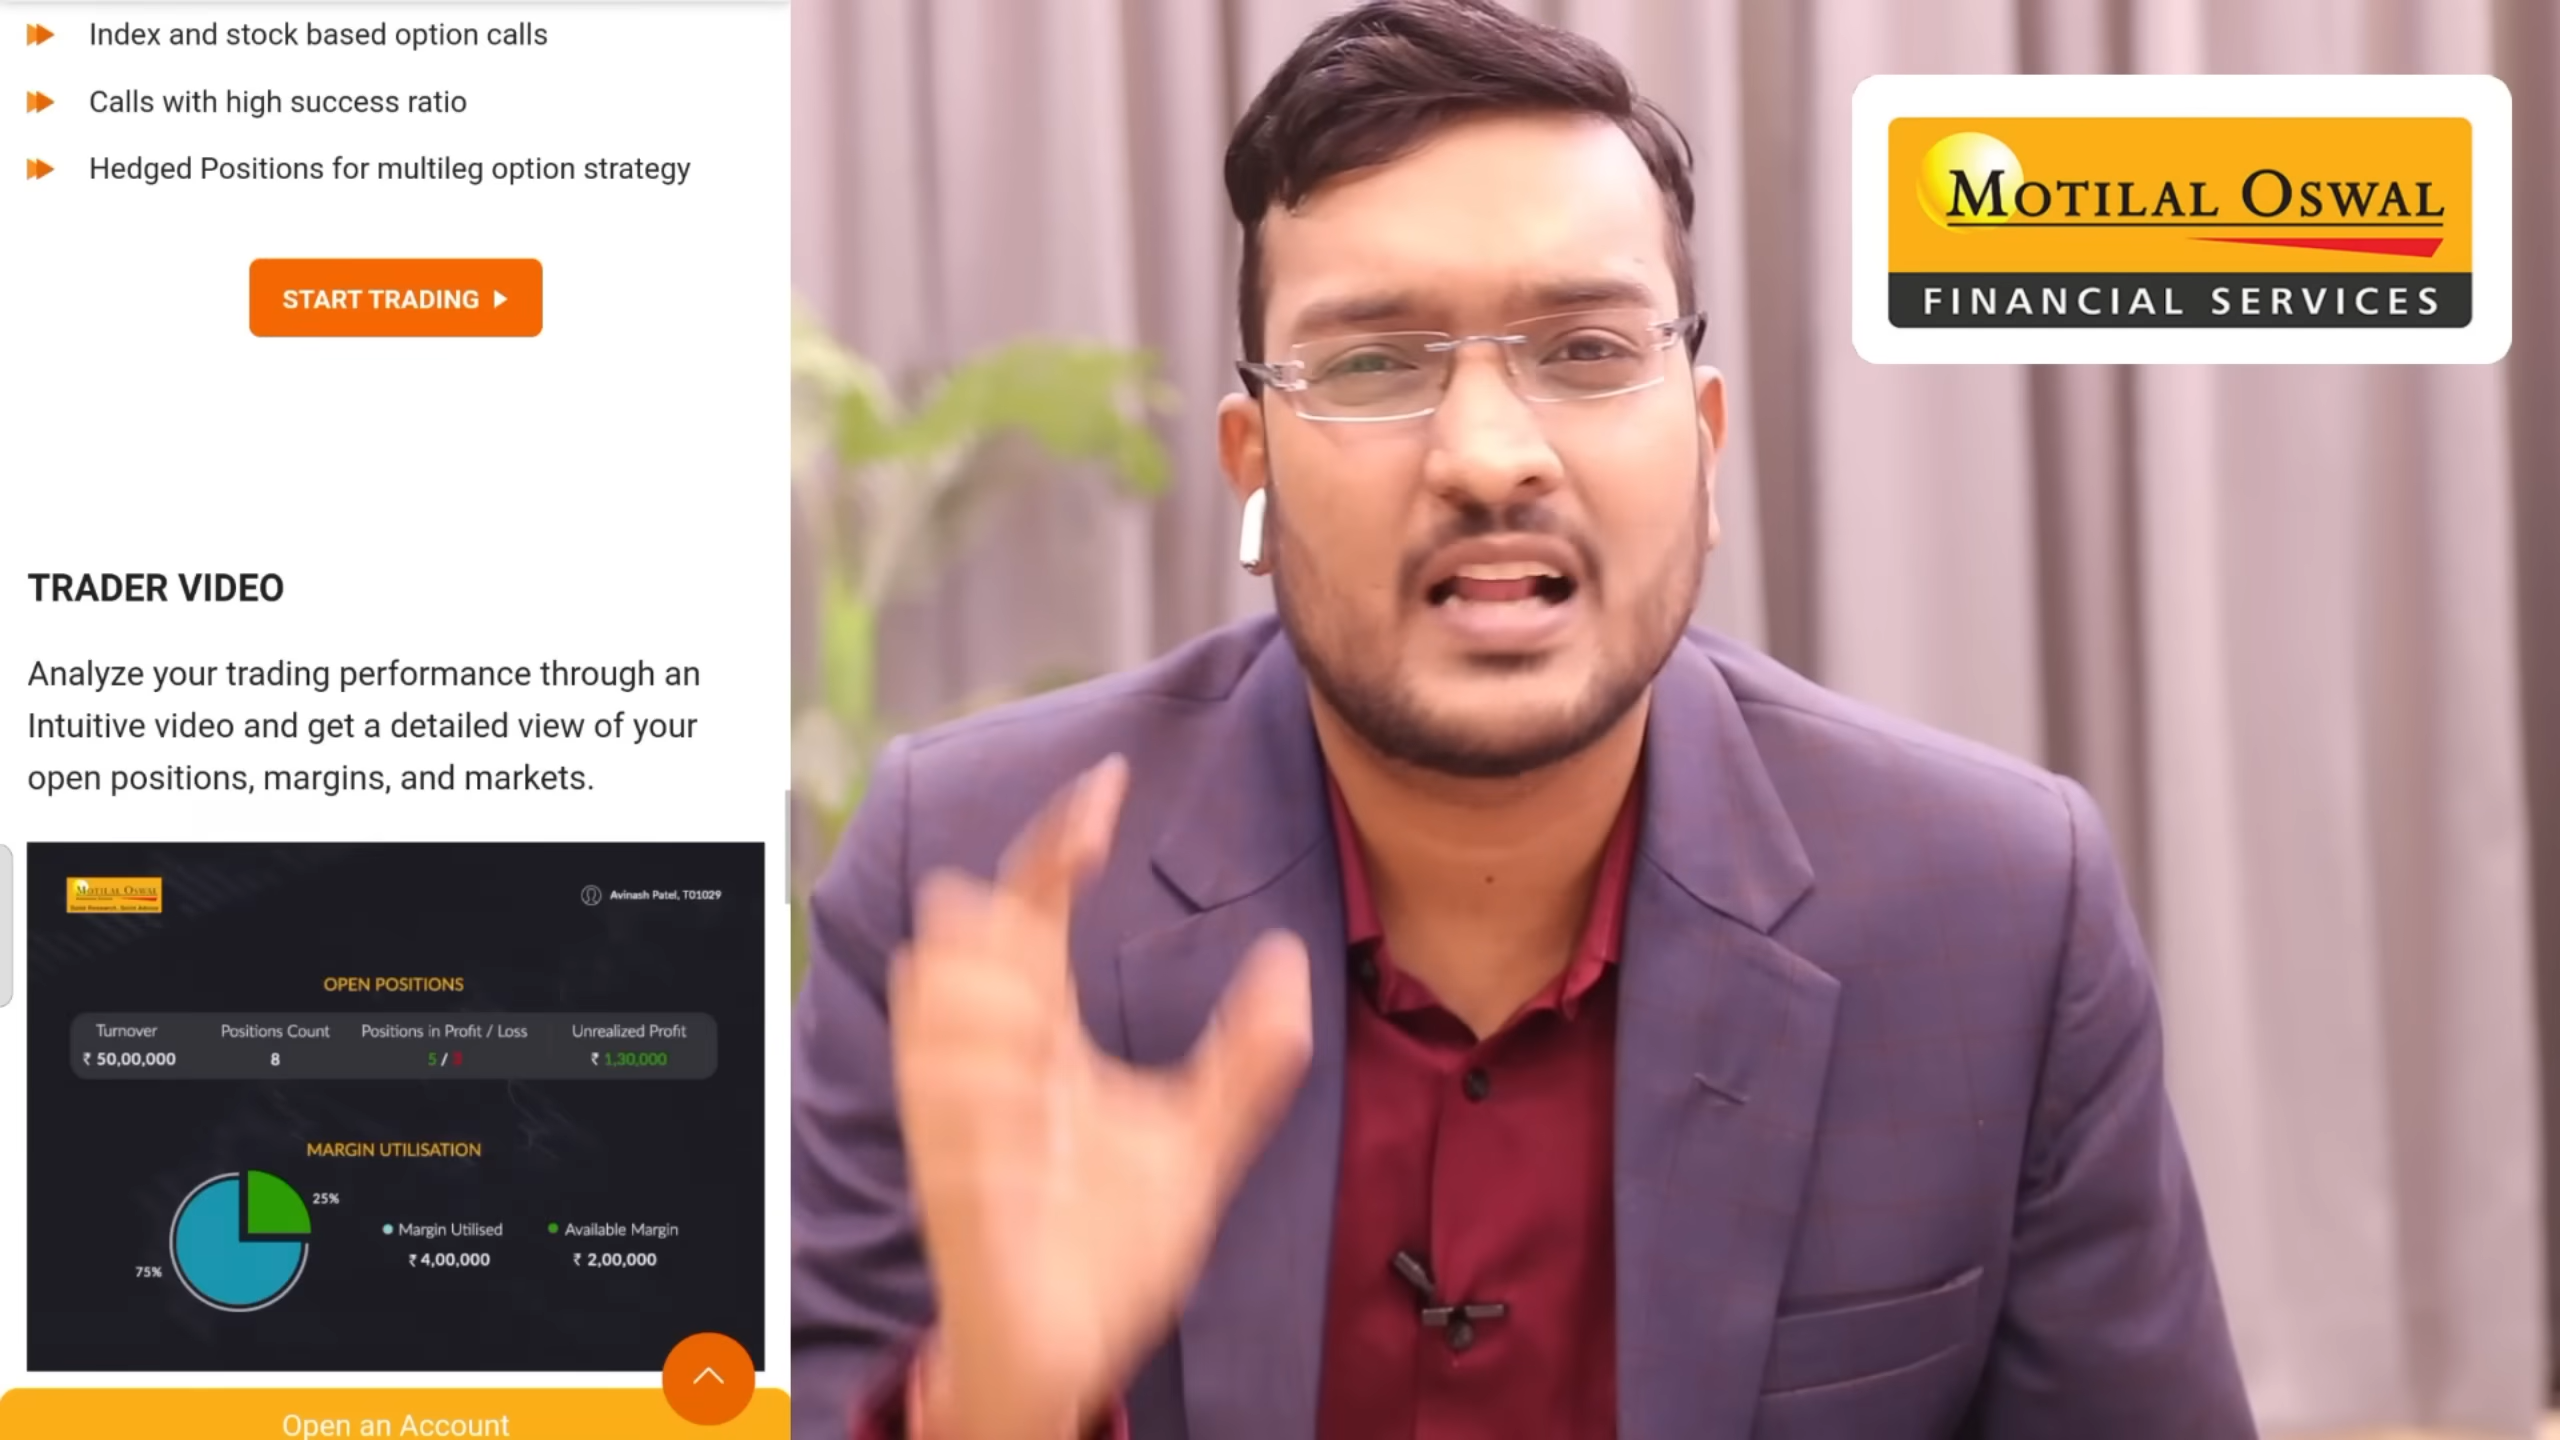 Index and stock based option calls
Calls with high success ratio
Hedged Positions for multileg option strategy
START TRADING
TRADER VIDEO
Analyze your trading performance through an
Intuitive video and get a detailed view of your
open positions, margins, and markets.
MOTILAL OSWAL
Avinash Patel, T01029
OPEN POSITIONS
Turnover Positions Count Positions in Profit / Loss Unrealized Profit
₹ 50,00,000 8 5 / 3 ₹ 1,30,000
MARGIN UTILISATION
25%
Margin Utilised Available Margin
₹ 4,00,000 ₹ 2,00,000
75%
Open an Account
MOTILAL OSWAL
FINANCIAL SERVICES